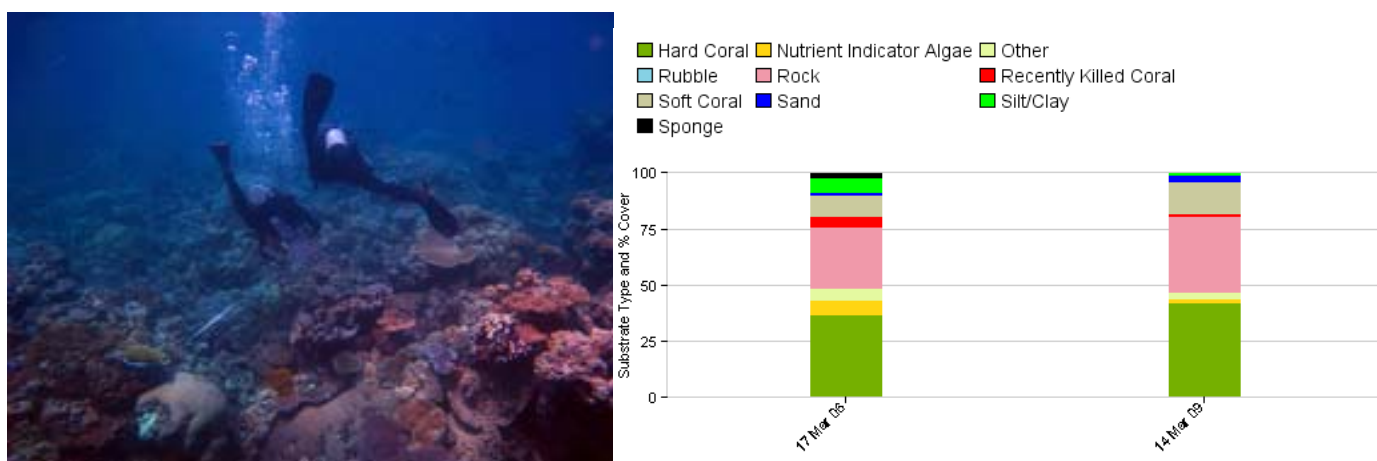 Hard Coral Nutrient Indicator Algae Other
Rubble Rock Recently Killed Coral
Soft Coral Sand Silt/Clay
Sponge
100
75
50
25
0
Substrate Type and % Cover
17 Mar 06
14 Mar 09